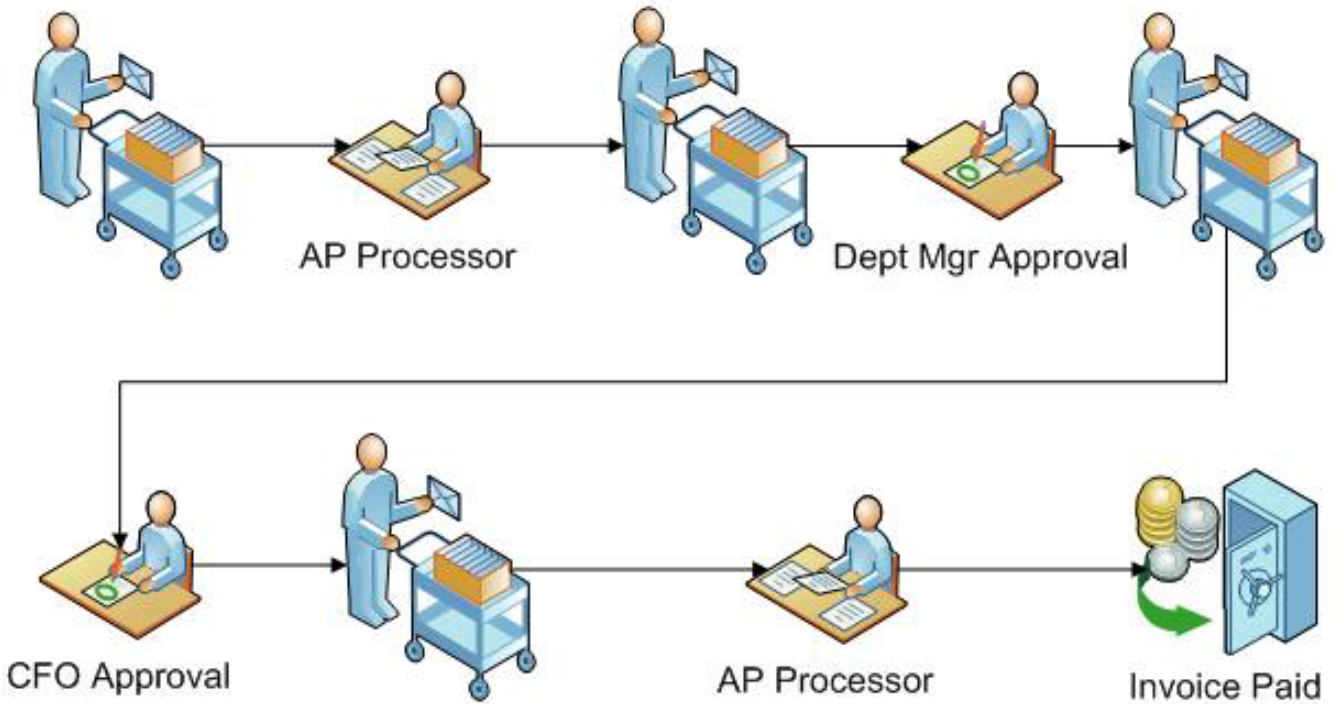 AP Processor
Dept Mgr Approval
CFO Approval
AP Processor
Invoice Paid